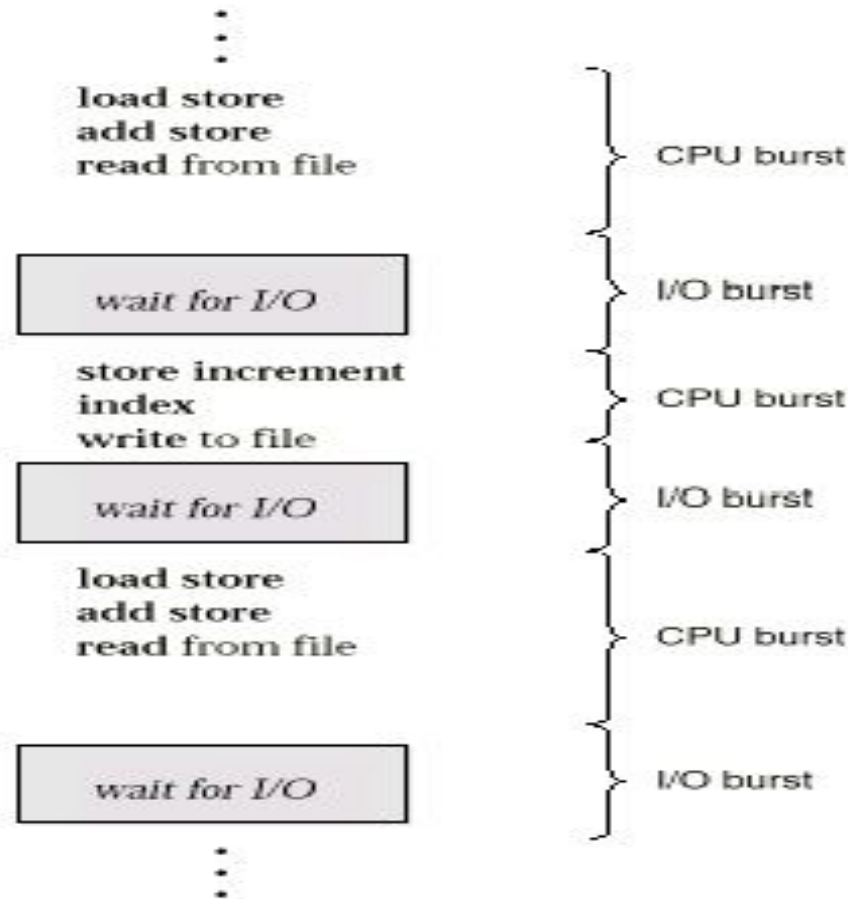 load store
add store
read from file
CPU burst
wait for I/O
I/O burst
store increment
index
write to file
CPU burst
wait for I/O
I/O burst
load store
add store
read from file
CPU burst
wait for I/O
I/O burst